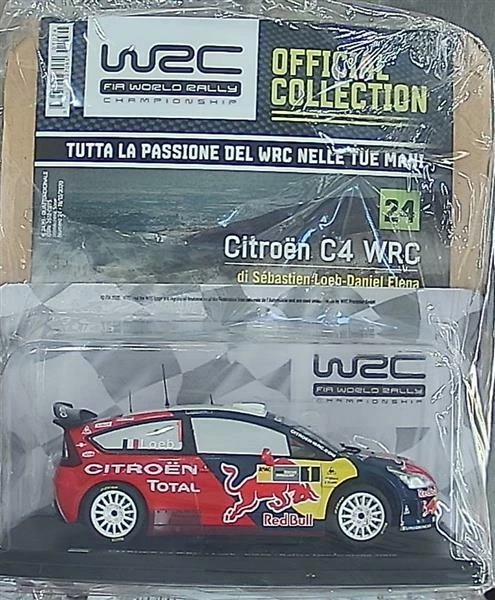 WRC
FIA WORLD RALLY
CHAMPIONSHIP
OFFICIAL
COLLECTION
TUTTA LA PASSIONE DEL WRC NELLE TUE MANI
24
Citroën C4 WRC
di Sébastien Loeb-Daniel Elena
WRC
FIA WORLD RALLY
CHAMPIONSHIP
Loeb
CITROËN
TOTAL
1
Red Bull